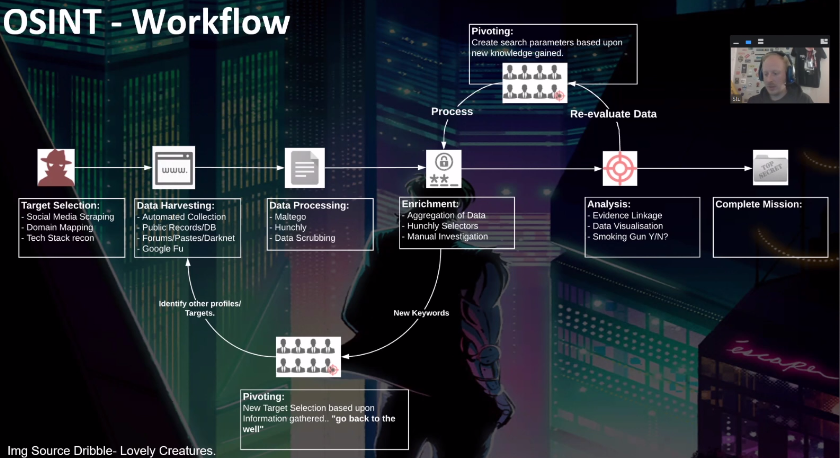 OSINT - Workflow
Pivoting:
Create search parameters based upon
new knowledge gained.
Process
Re-evaluate Data
www.
**__
TOP
SECRET
Target Selection:
- Social Media Scraping
- Domain Mapping
- Tech Stack recon
Data Harvesting:
- Automated Collection
- Public Records/DB
- Forums/Pastes/Darknet
- Google Fu
Data Processing:
- Maltego
- Hunchly
- Data Scrubbing
Enrichment:
- Aggregation of Data
- Hunchly Selectors
- Manual Investigation
Analysis:
- Evidence Linkage
- Data Visualisation
- Smoking Gun Y/N?
Complete Mission:
Identify other profiles/
Targets.
New Keywords
escape
Pivoting:
New Target Selection based upon
Information gathered.. "go back to the
well"
Img Source Dribble- Lovely Creatures.